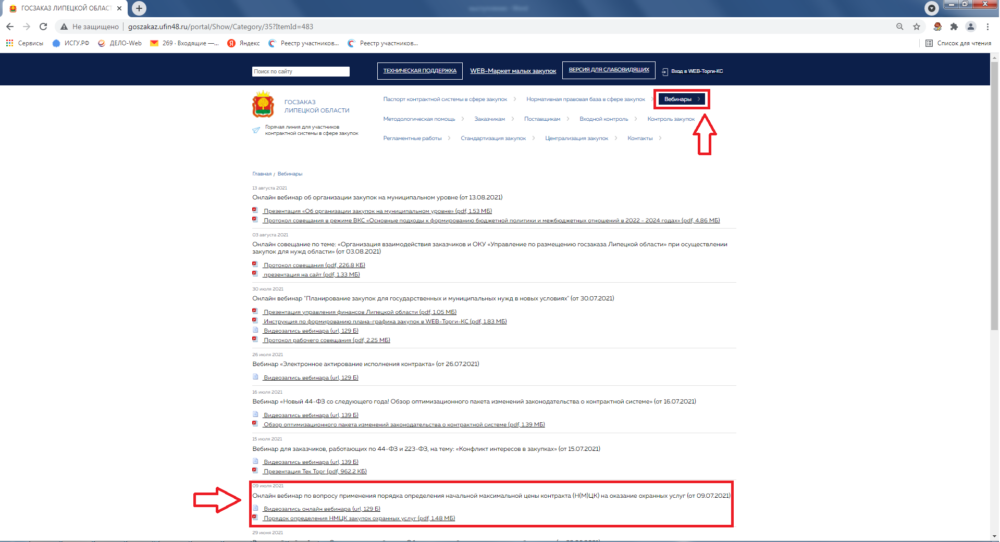 ГОСЗАКАЗ ЛИПЕЦКОЙ ОБЛАСТ
Не защищено
goszakaz.ufin48.ru/portal/Show/Category/35?ItemId=483
Сервисы
ИСГУ.РФ
ДЕЛО-Web
269 · Входящие —...
Яндекс
Реестр участников...
Реестр участников...
Список для чтения
Поиск по сайту
ТЕХНИЧЕСКАЯ ПОДДЕРЖКА
WEB-Маркет малых закупок
ВЕРСИЯ ДЛЯ СЛАБОВИДЯЩИХ
Вход в WEB-Торги-КС
ГОСЗАКАЗ
ЛИПЕЦКОЙ ОБЛАСТИ
Горячая линия для участников
контрактной системы в сфере закупок
Паспорт контрактной системы в сфере закупок
Нормативная правовая база в сфере закупок
Вебинары
Методологическая помощь
Заказчикам
Поставщикам
Входной контроль
Контроль закупок
Регламентные работы
Стандартизация закупок
Централизация закупок
Контакты
Главная / Вебинары
13 августа 2021
Онлайн вебинар об организации закупок на муниципальном уровне (от 13.08.2021)
Презентация «Об организации закупок на муниципальном уровне» (pdf, 1.53 МБ)
Протокол совещания в режиме ВКС «Основные подходы к формированию бюджетной политики и межбюджетных отношений в 2022 - 2024 годах» (pdf, 4.86 МБ)
03 августа 2021
Онлайн совещание по теме: «Организация взаимодействия заказчиков и ОКУ «Управление по размещению госзаказа Липецкой области» при осуществлении
закупок для нужд области» (от 03.08.2021)
Протокол совещания (pdf, 226.8 КБ)
презентация на сайт (pdf, 1.33 МБ)
30 июля 2021
Онлайн вебинар "Планирование закупок для государственных и муниципальных нужд в новых условиях" (от 30.07.2021)
Презентация управления финансов Липецкой области (pdf, 1.05 МБ)
Инструкция по формированию плана-графика закупок в WEB-Торги-КС (pdf, 1.83 МБ)
Видеозапись вебинара (url, 129 Б)
Протокол рабочего совещания (pdf, 2.25 МБ)
26 июля 2021
Вебинар «Электронное актирование исполнения контракта» (от 26.07.2021)
Видеозапись вебинара (url, 129 Б)
16 июля 2021
Вебинар «Новый 44-ФЗ со следующего года! Обзор оптимизационного пакета изменений законодательства о контрактной системе» (от 16.07.2021)
Видеозапись вебинара (url, 139 Б)
Обзор оптимизационного пакета изменений законодательства о контрактной системе (pdf, 1.39 МБ)
15 июля 2021
Вебинар для заказчиков, работающих по 44-ФЗ и 223-ФЗ, на тему: «Конфликт интересов в закупках» (от 15.07.2021)
Видеозапись вебинара (url, 139 Б)
Презентация Тек Торг (pdf, 962.2 КБ)
09 июля 2021
Онлайн вебинар по вопросу применения порядка определения начальной максимальной цены контракта (Н(М)ЦК) на оказание охранных услуг (от 09.07.2021)
Видеозапись онлайн вебинара (url, 129 Б)
Порядок определения НМЦК закупок охранных услуг (pdf, 1.48 МБ)
29 июня 2021